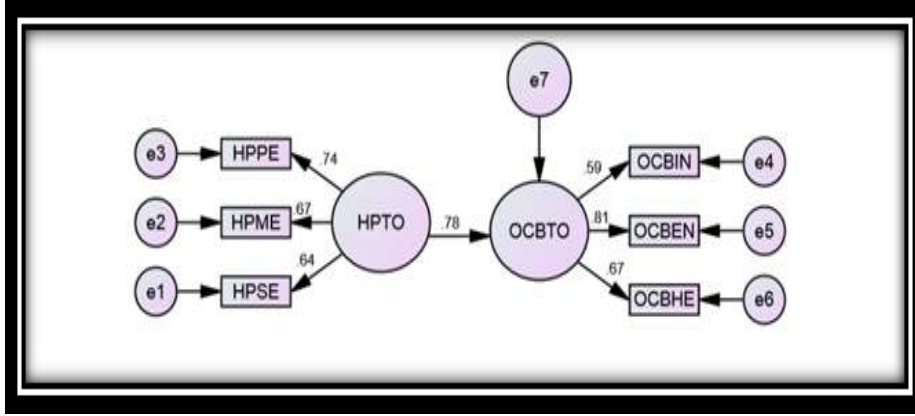 e7
e3
HPPE
.74
.59
OCBIN
e4
e2
HPME
.67
HPTO
.78
OCBTO
.81
OCBEN
e5
e1
HPSE
.64
.67
OCBHE
e6